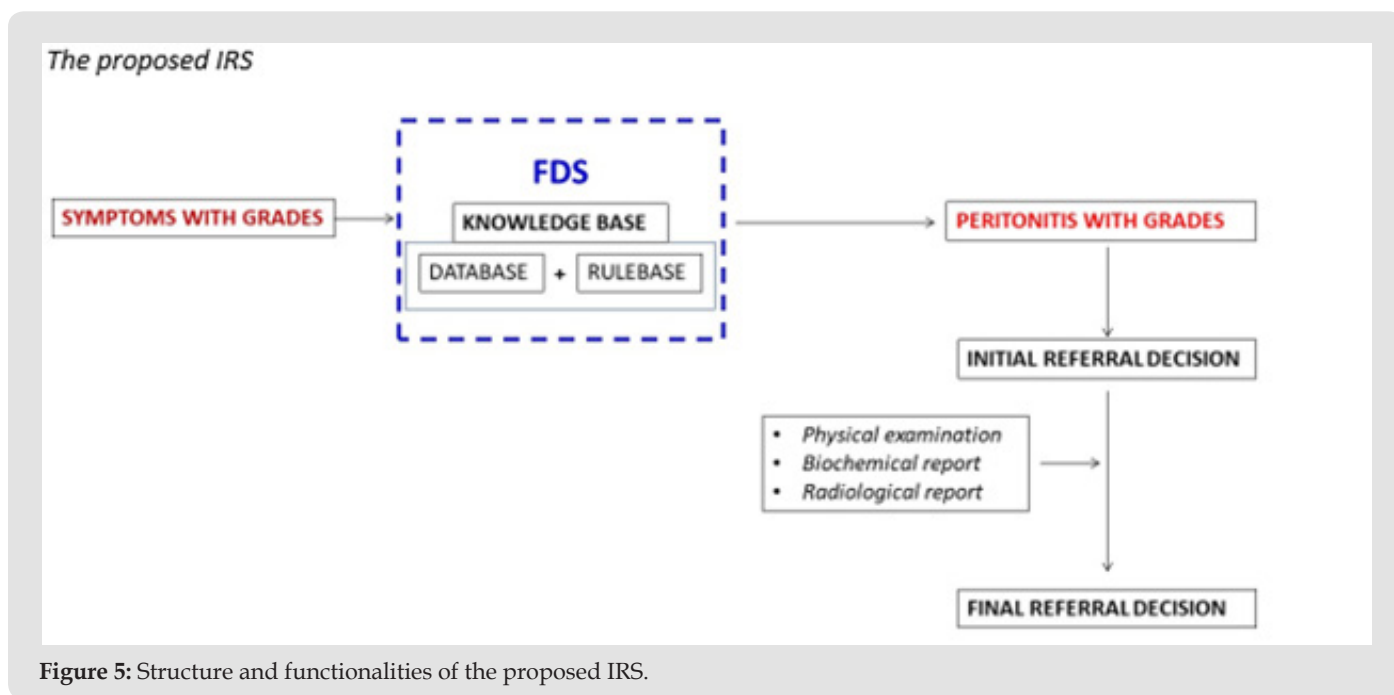 The proposed IRS
FDS
SYMPTOMS WITH GRADES
KNOWLEDGE BASE
DATABASE + RULEBASE
PERITONITIS WITH GRADES
INITIAL REFERRAL DECISION
• Physical examination
• Biochemical report
• Radiological report
FINAL REFERRAL DECISION
Figure 5: Structure and functionalities of the proposed IRS.